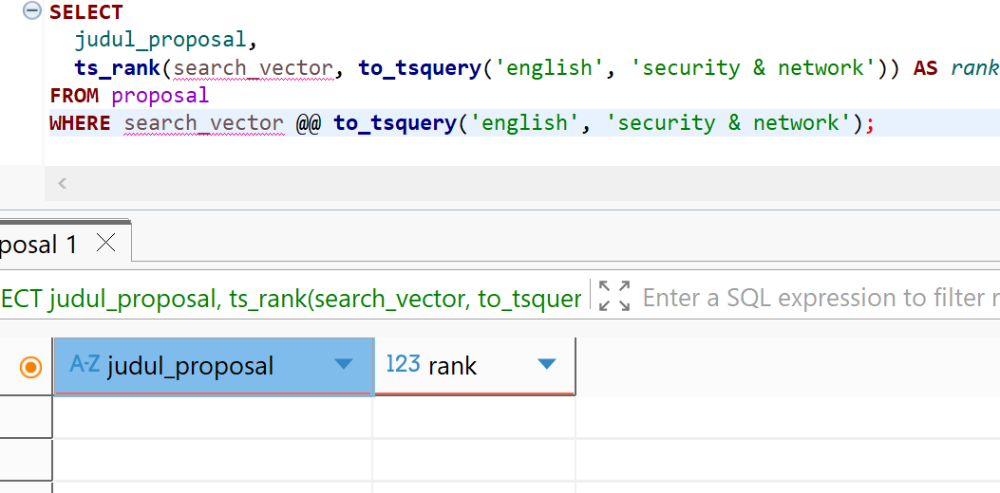 SELECT
judul_proposal,
ts_rank(search_vector, to_tsquery('english', 'security & network')) AS rank
FROM proposal
WHERE search_vector @@ to_tsquery('english', 'security & network');
posal 1
ECT judul_proposal, ts_rank(search_vector, to_tsquer
Enter a SQL expression to filter r
A-Z judul_proposal
123 rank